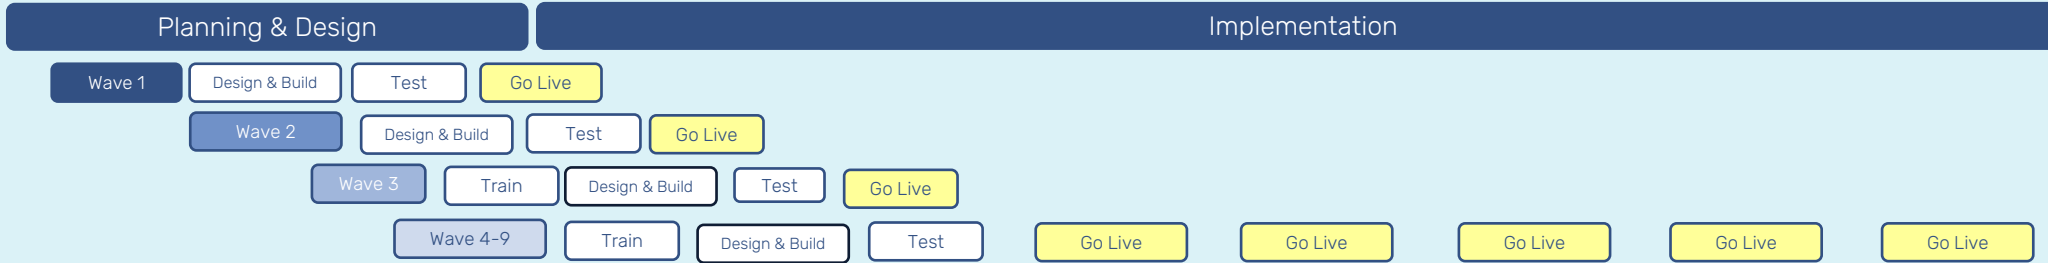 Planning & Design
Implementation
Wave 1
Design & Build
Test
Go Live
Wave 2
Design & Build
Test
Go Live
Wave 3
Train
Design & Build
Test
Go Live
Wave 4-9
Train
Design & Build
Test
Go Live
Go Live
Go Live
Go Live
Go Live